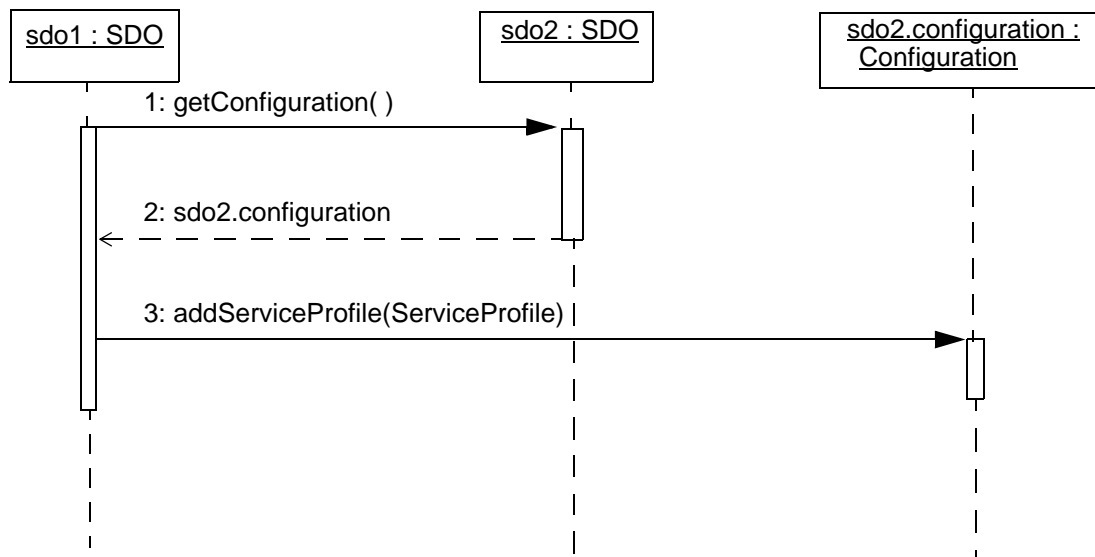 sdo1 : SDO
sdo2 : SDO
sdo2.configuration :
Configuration
1: getConfiguration( )
2: sdo2.configuration
3: addServiceProfile(ServiceProfile)